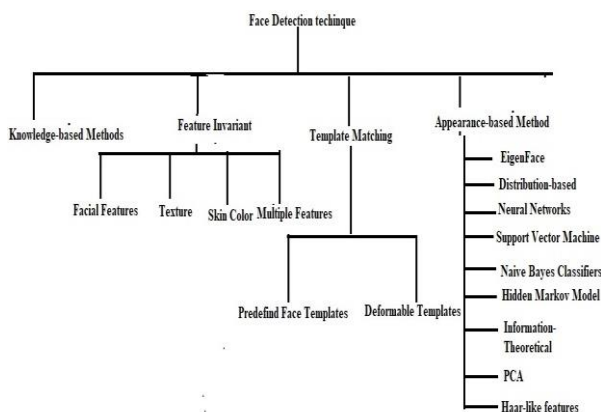 Face Detection techinque
Knowledge-based Methods
Feature Invariant
Template Matching
Appearance-based Method
Facial Features
Texture
Skin Color
Multiple Features
Predefind Face Templates
Deformable Templates
EigenFace
Distribution-based
Neural Networks
Support Vector Machine
Naive Bayes Classifiers
Hidden Markov Model
Information-
Theoretical
PCA
Haar-like features